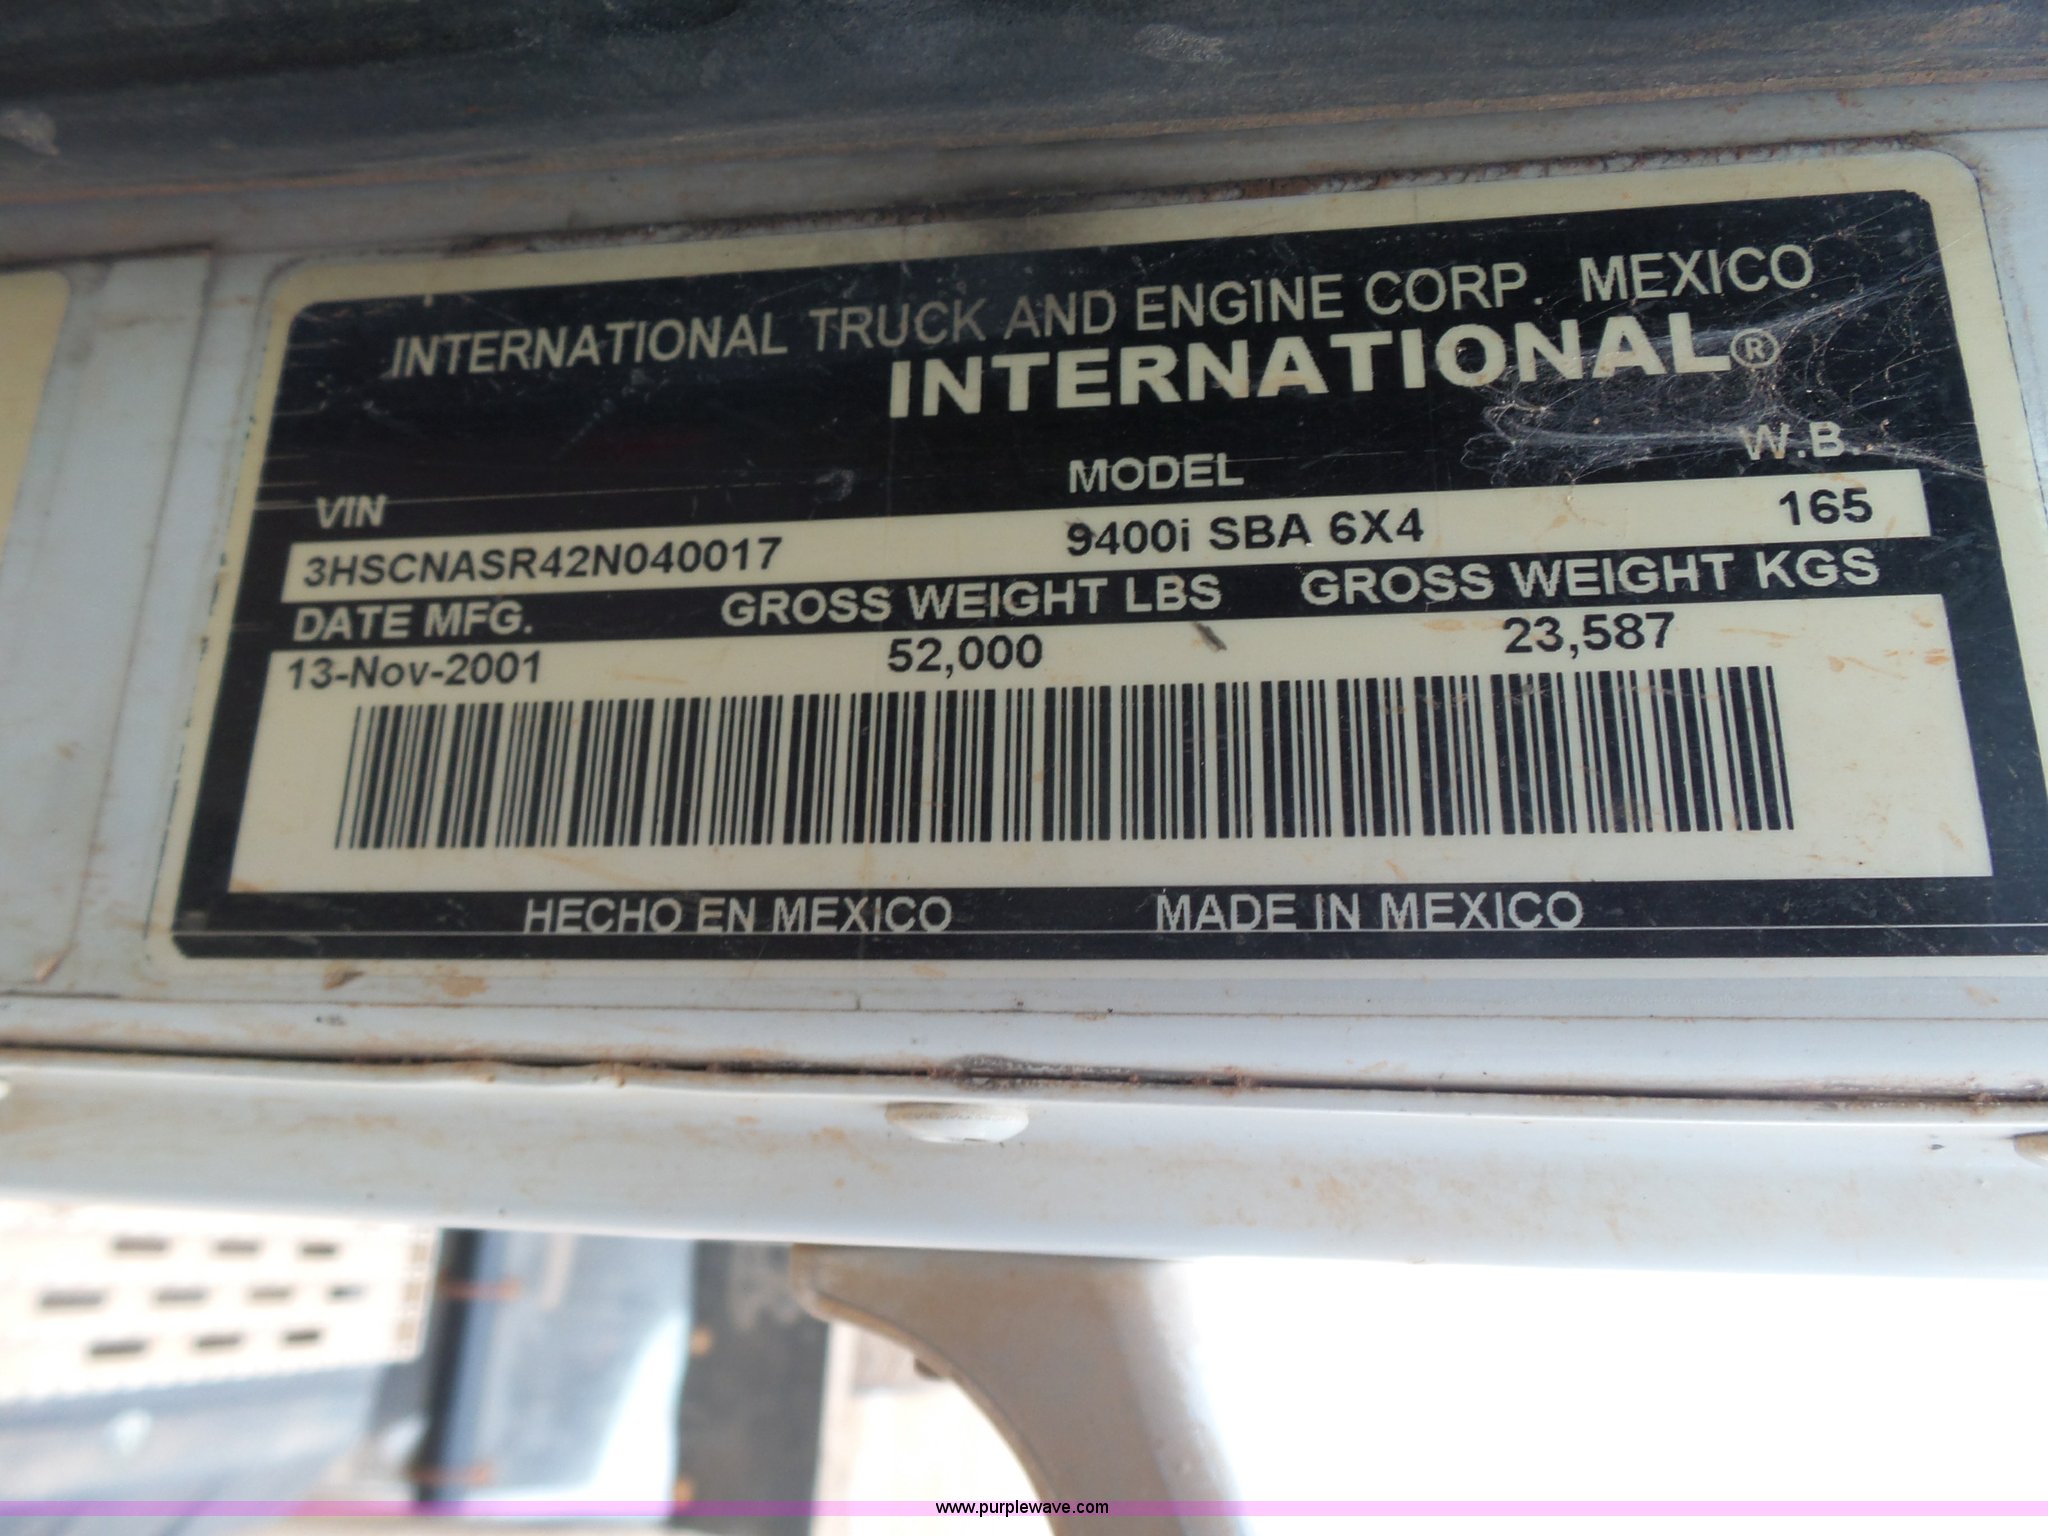 INTERNATIONAL TRUCK AND ENGINE CORP. MEXICO
INTERNATIONAL®
VIN MODEL W.B.
3HSCNASR42N040017 9400i SBA 6X4 165
DATE MFG. GROSS WEIGHT LBS GROSS WEIGHT KGS
13-Nov-2001 52,000 23,587
HECHO EN MEXICO MADE IN MEXICO
www.purplewave.com